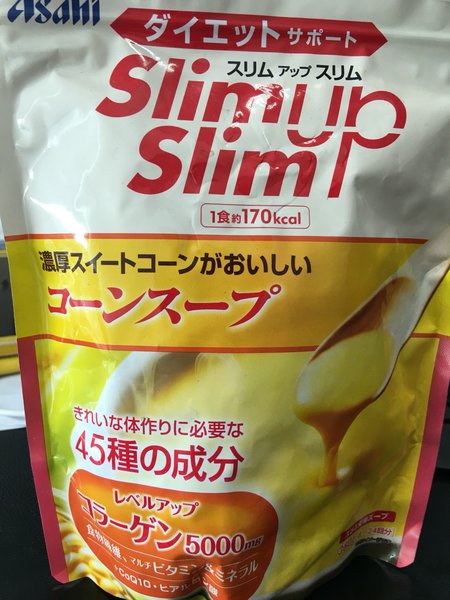 Asahi
ダイエットサポート
スリムアップスリム
Slimup
Slim
1食約170kcal
濃厚スイートコーンがおいしい
コーンスープ
きれいな体作りに必要な
45種の成分
レベルアップ
コラーゲン5000mg
食物繊維、マルチビタミン&ミネラル
+CoQ10・ヒアル